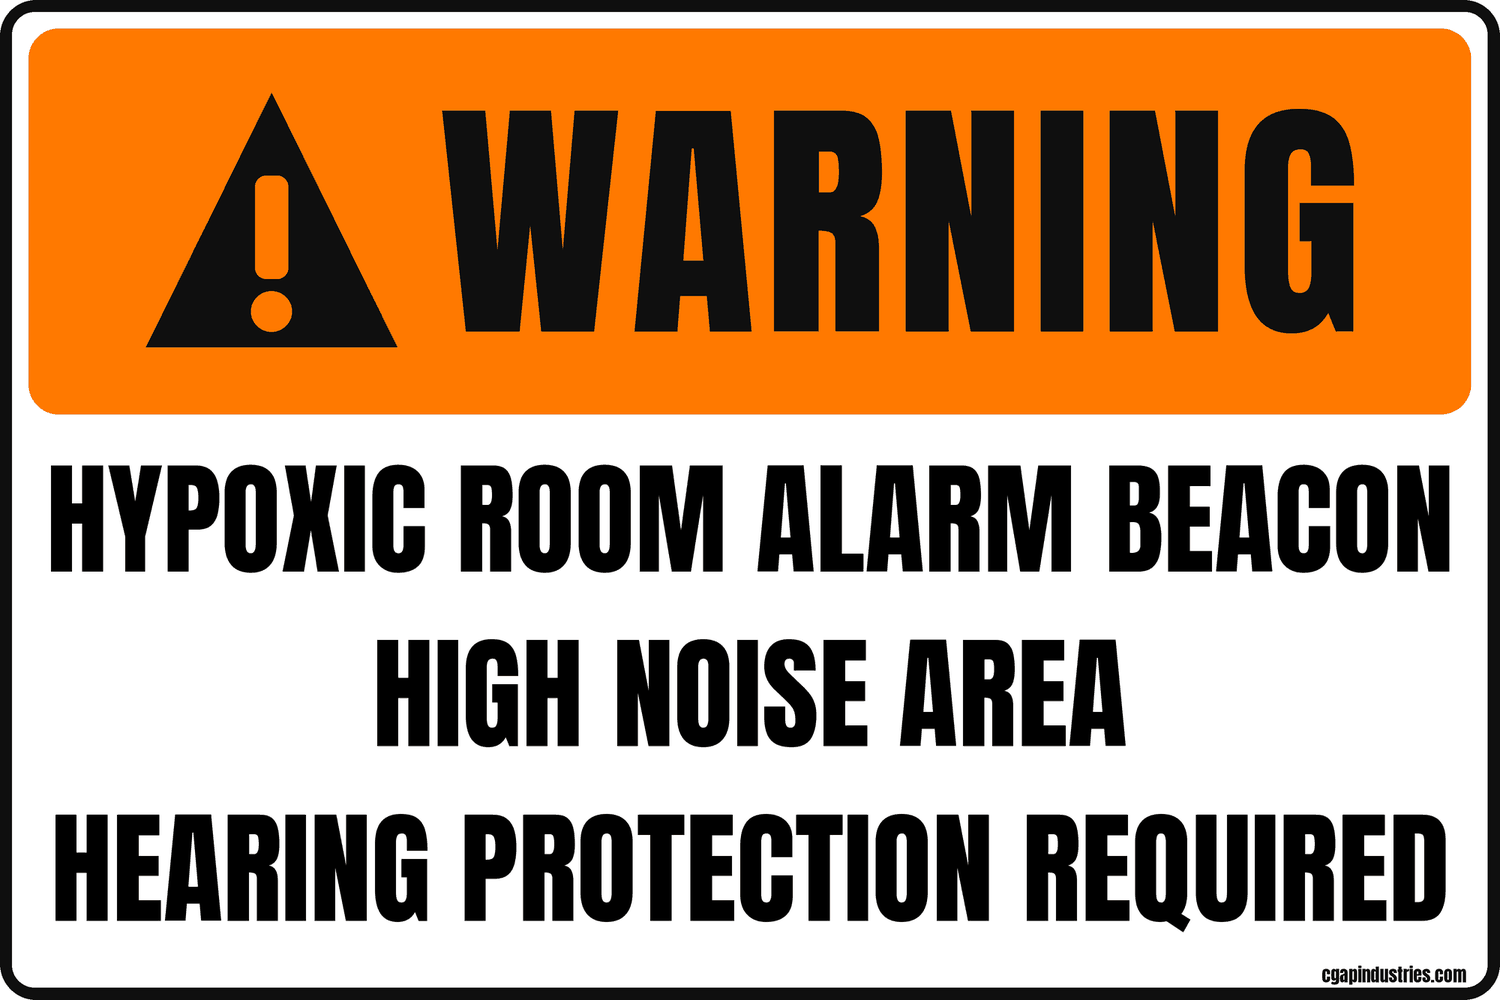 WARNING
HYPOXIC ROOM ALARM BEACON
HIGH NOISE AREA
HEARING PROTECTION REQUIRED
cgapindustries.com